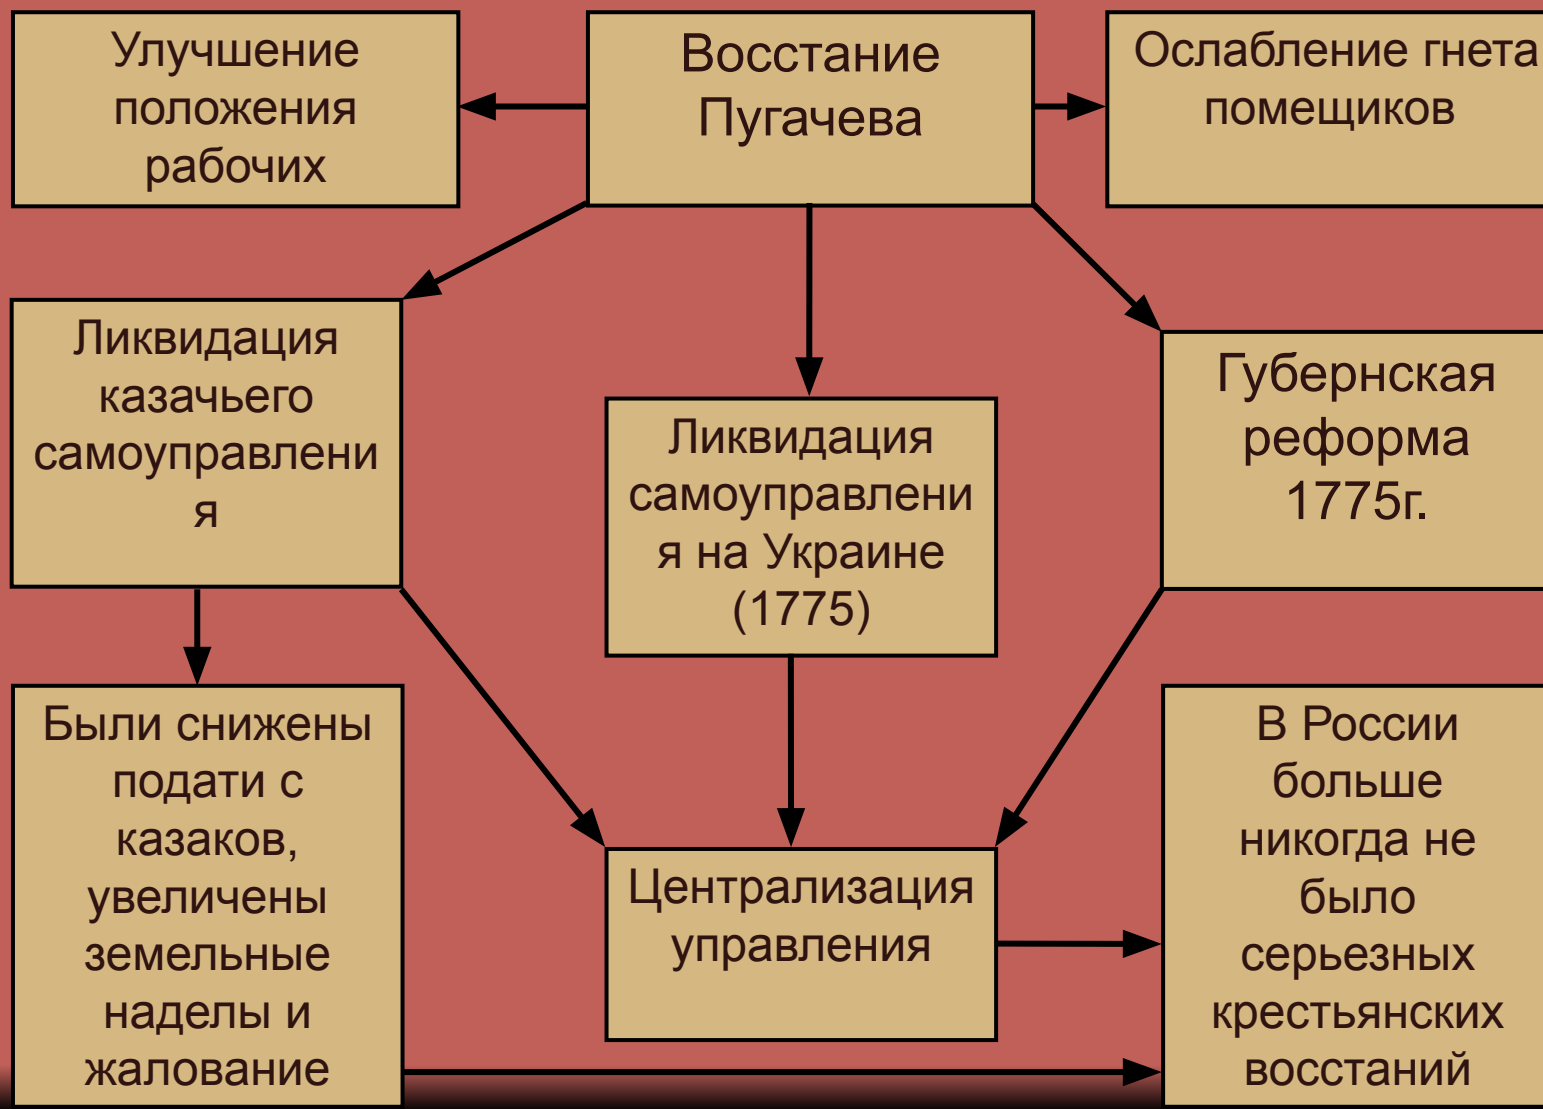 Улучшение
положения
рабочих
Восстание
Пугачева
Ослабление гнета
помещиков
Ликвидация
казачьего
самоуправлени
я
Ликвидация
самоуправлени
я на Украине
(1775)
Губернская
реформа
1775г.
Были снижены
подати с
казаков,
увеличены
земельные
наделы и
жалование
Централизация
управления
В России
больше
никогда не
было
серьезных
крестьянских
восстаний